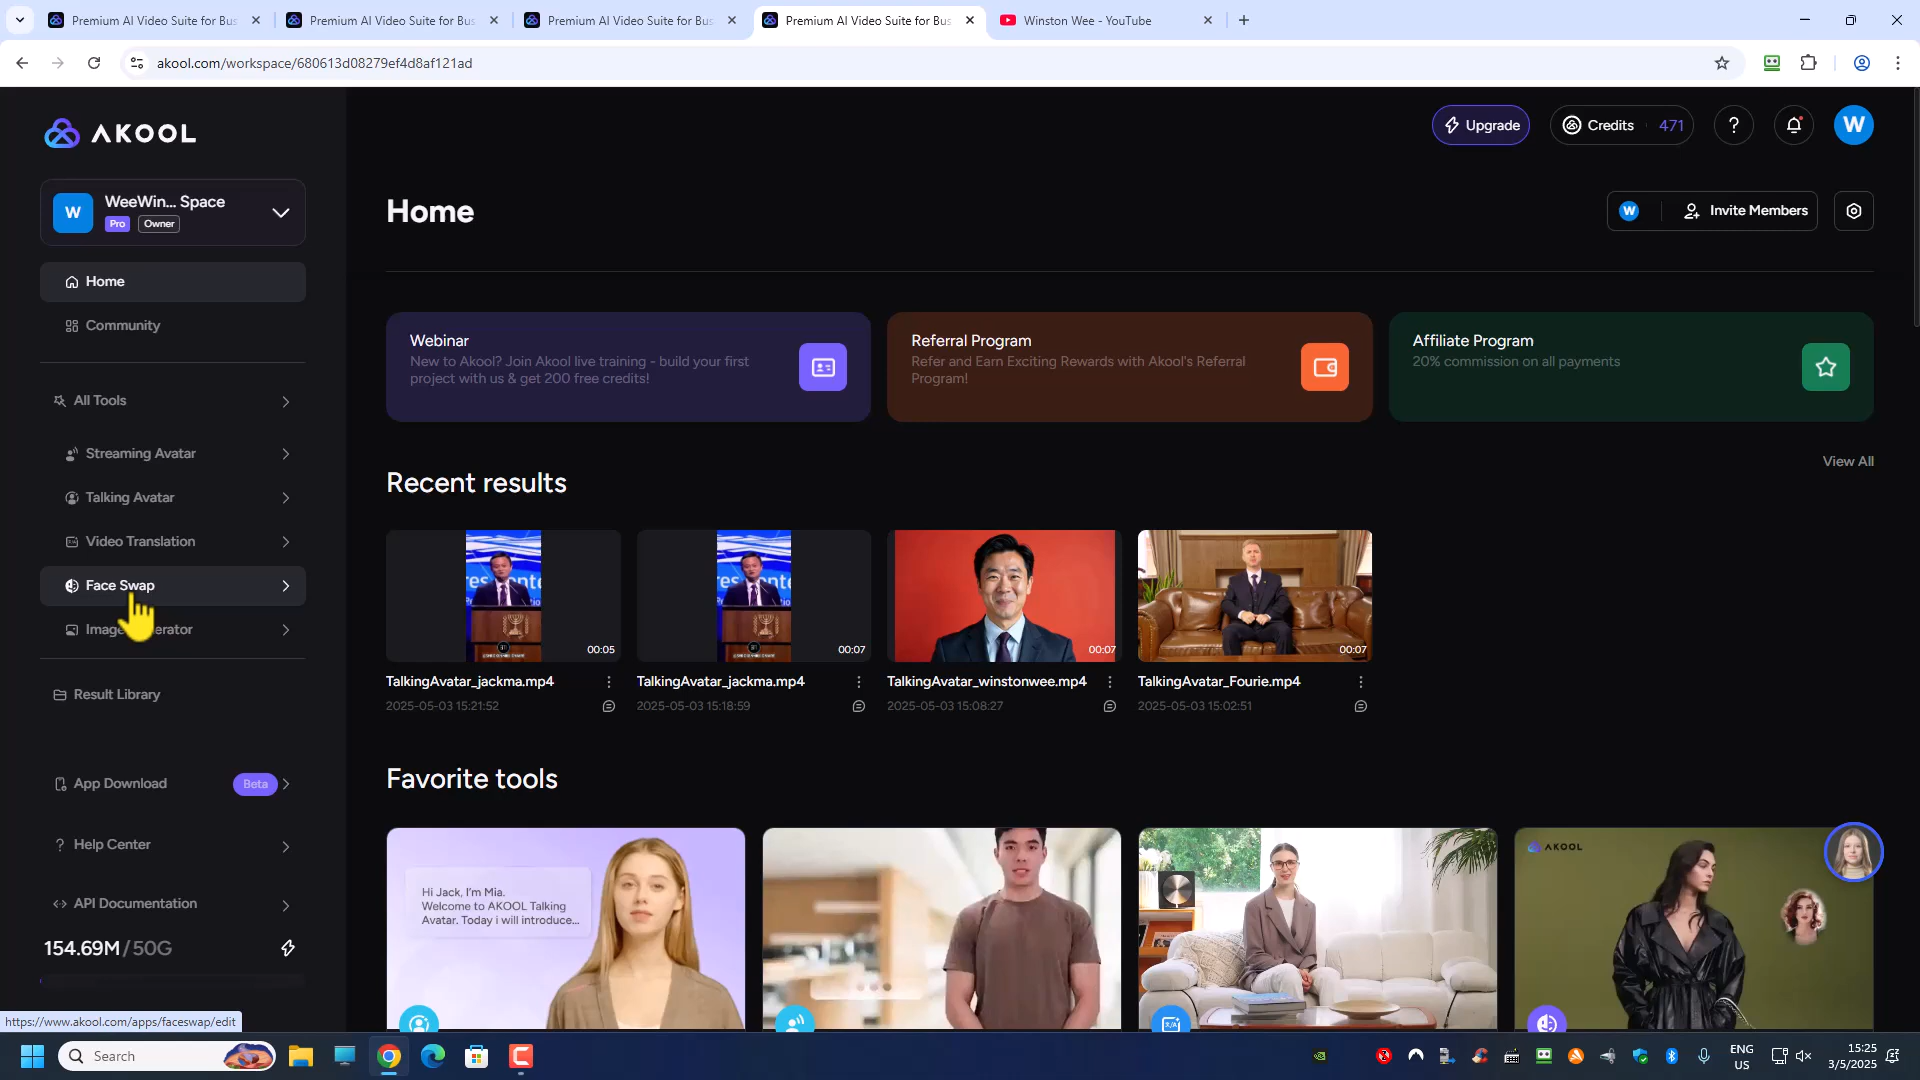 Premium AI Video Suite for Bus
Premium AI Video Suite for Bus
Premium AI Video Suite for Bus
Premium AI Video Suite for Bus
Winston Wee - YouTube
akool.com/workspace/680613d08279ef4d8af121ad
AKOOL
Upgrade
Credits 471
?
W
W
WeeWin... Space
Pro
Owner
Home
W
Invite Members
Home
Community
Webinar
New to Akool? Join Akool live training - build your first
project with us & get 200 free credits!
Referral Program
Refer and Earn Exciting Rewards with Akool's Referral
Program!
Affiliate Program
20% commission on all payments
All Tools
Streaming Avatar
Talking Avatar
Video Translation
Face Swap
Result Library
Recent results
View All
00:05
00:07
00:07
00:07
TalkingAvatar_jackma.mp4
TalkingAvatar_jackma.mp4
TalkingAvatar_winstonwee.mp4
TalkingAvatar_Fourie.mp4
2025-05-03 15:21:52
2025-05-03 15:18:59
2025-05-03 15:08:27
2025-05-03 15:02:51
Favorite tools
App Download
Beta
? Help Center
API Documentation
154.69M/50G
Hi Jack, I'm Mia.
Welcome to AKOOL Talking
Avatar. Today i will introduce...
AKOOL
https://www.akool.com/apps/faceswap/edit
Search
ENG
US
15:25
3/5/2025